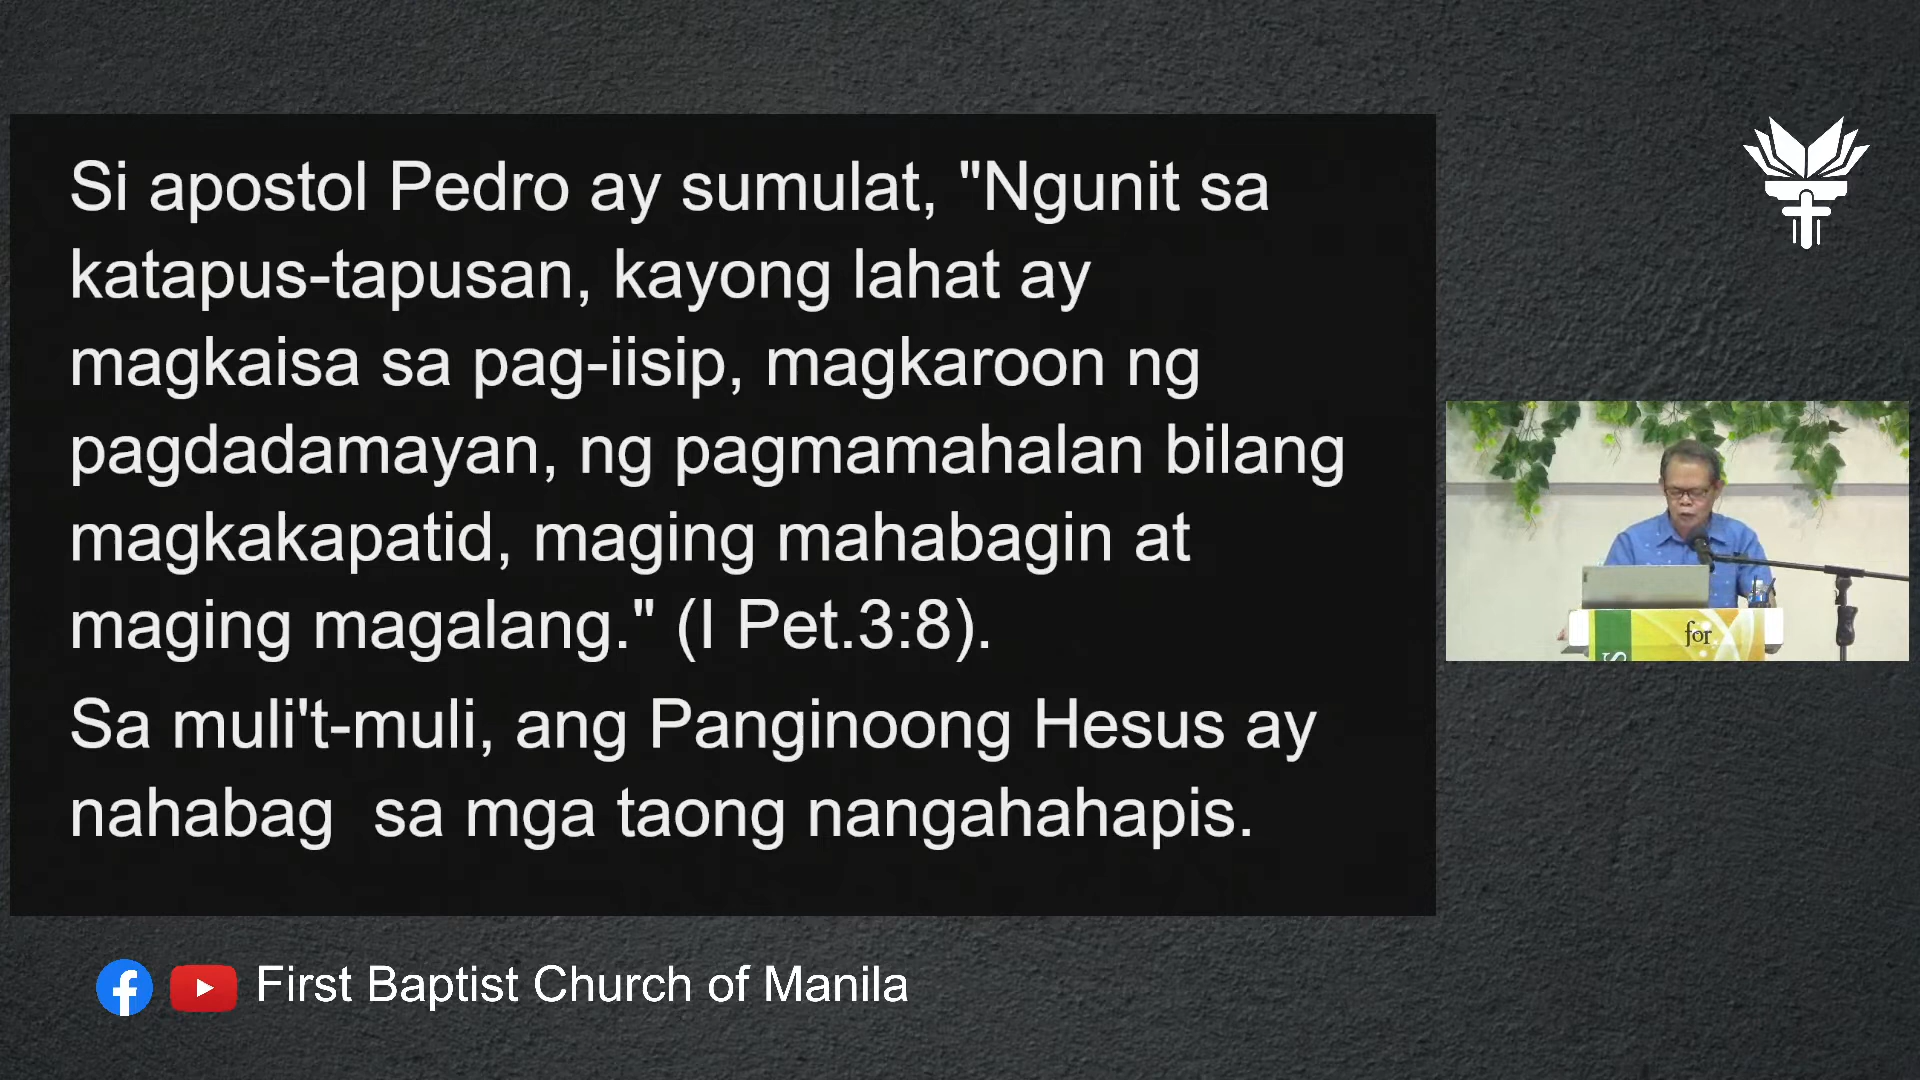 Si apostol Pedro ay sumulat, "Ngunit sa
katapus-tapusan, kayong lahat ay
magkaisa sa pag-iisip, magkaroon ng
pagdadamayan, ng pagmamahalan bilang
magkakapatid, maging mahabagin at
maging magalang." (I Pet.3:8).
Sa muli't-muli, ang Panginoong Hesus ay
nahabag  sa mga taong nangahahapis.
for
S
First Baptist Church of Manila